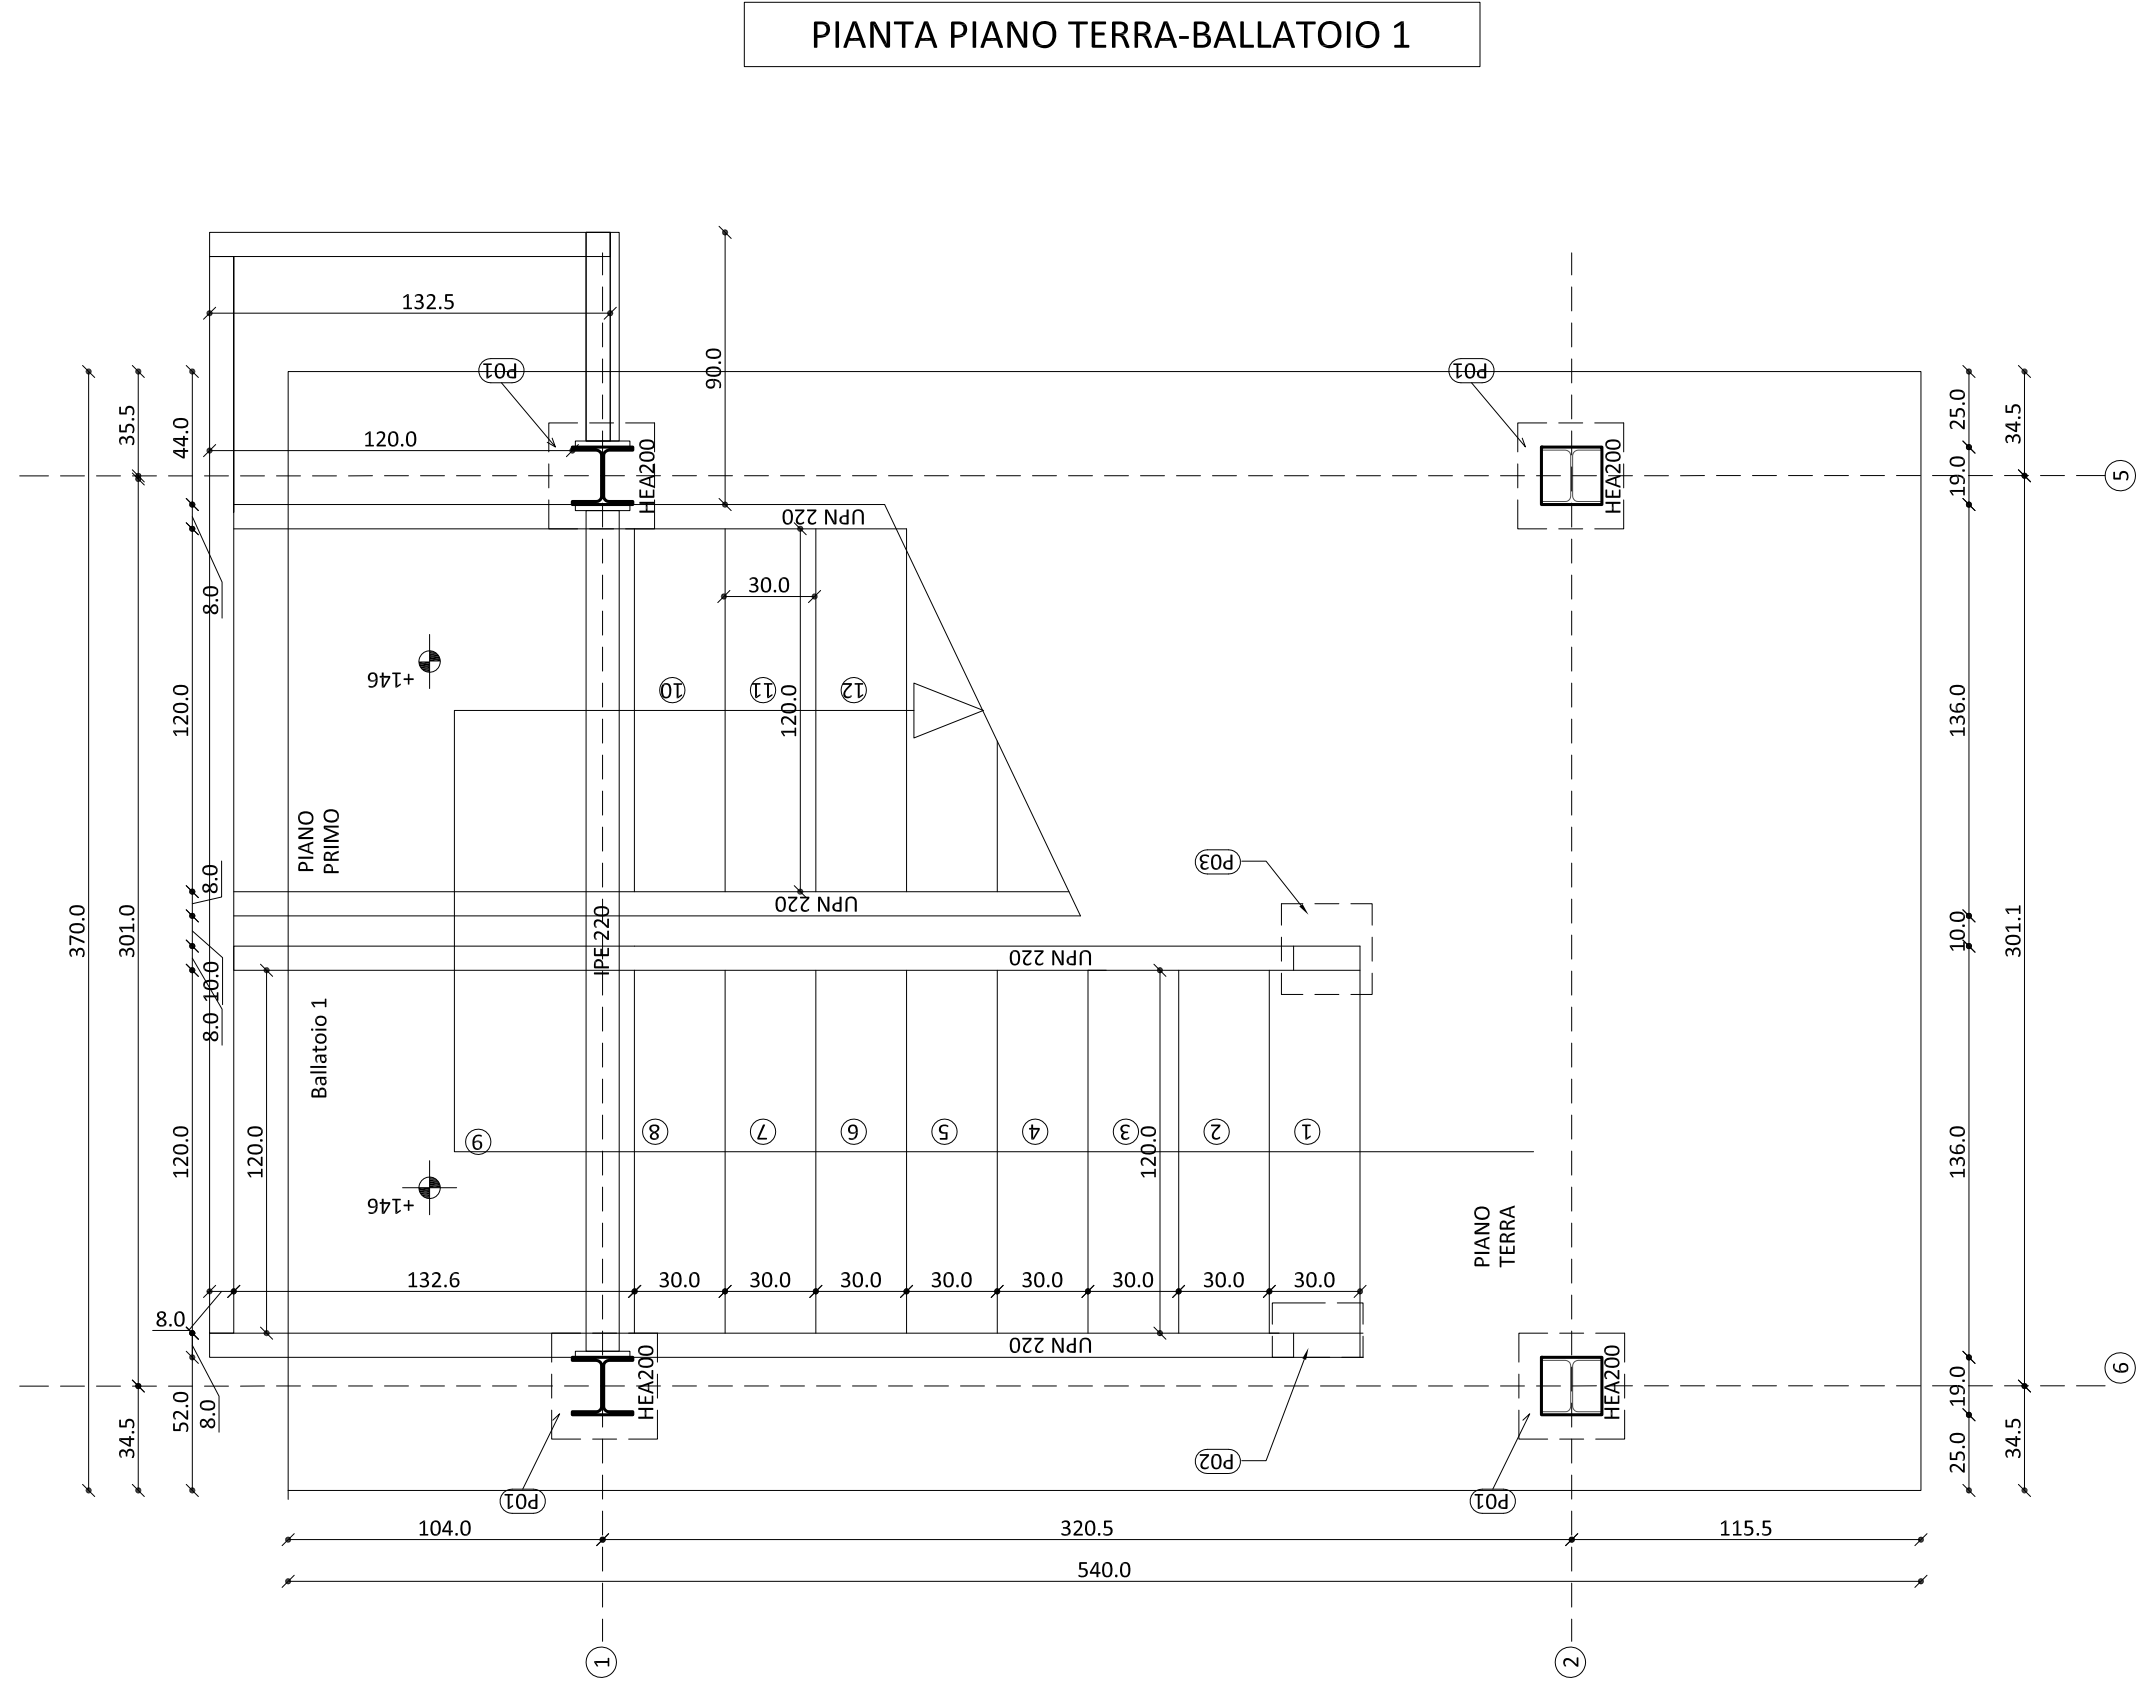 PIANTA PIANO TERRA-BALLATOIO 1
132.5
90.0
P01
P01
35.5
44.0
120.0
HEA200
HEA200
25.0
34.5
19.0
5
UPN 220
30.0
8.0
+146
10
11
12
120.0
120.0
136.0
PIANO
PRIMO
P03
8.0
370.0
301.0
UPN 220
IPE 220
10.0
301.1
UPN 220
10.0
8.0
Ballatoio 1
120.0
120.0
9
8
7
6
5
4
3
2
1
120.0
136.0
+146
PIANO
TERRA
132.6
30.0
30.0
30.0
30.0
30.0
30.0
30.0
30.0
8.0
UPN 220
HEA200
HEA200
6
19.0
52.0
8.0
34.5
25.0
34.5
P02
P01
P01
104.0
320.5
115.5
540.0
1
2